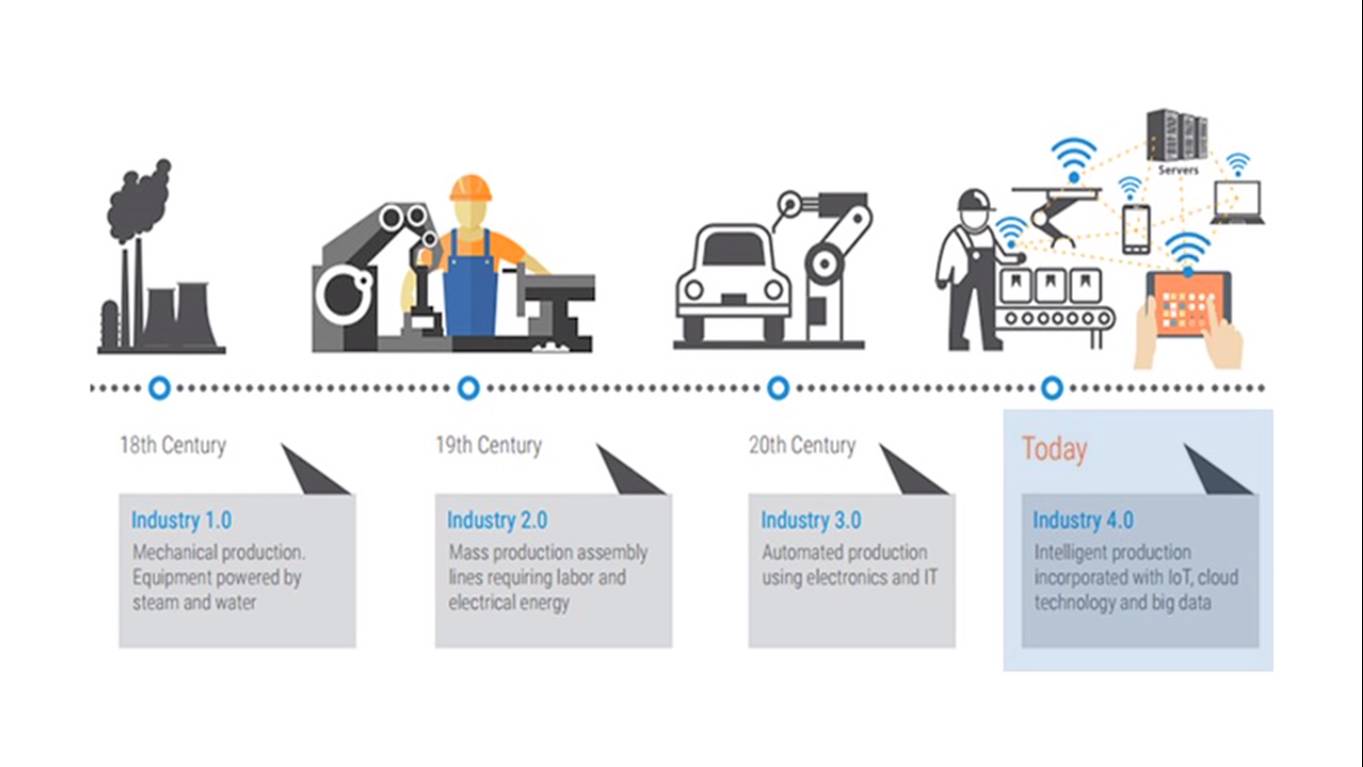 Servers
18th Century
Industry 1.0
Mechanical production.
Equipment powered by
steam and water
19th Century
Industry 2.0
Mass production assembly
lines requiring labor and
electrical energy
20th Century
Industry 3.0
Automated production
using electronics and IT
Today
Industry 4.0
Intelligent production
incorporated with IoT, cloud
technology and big data